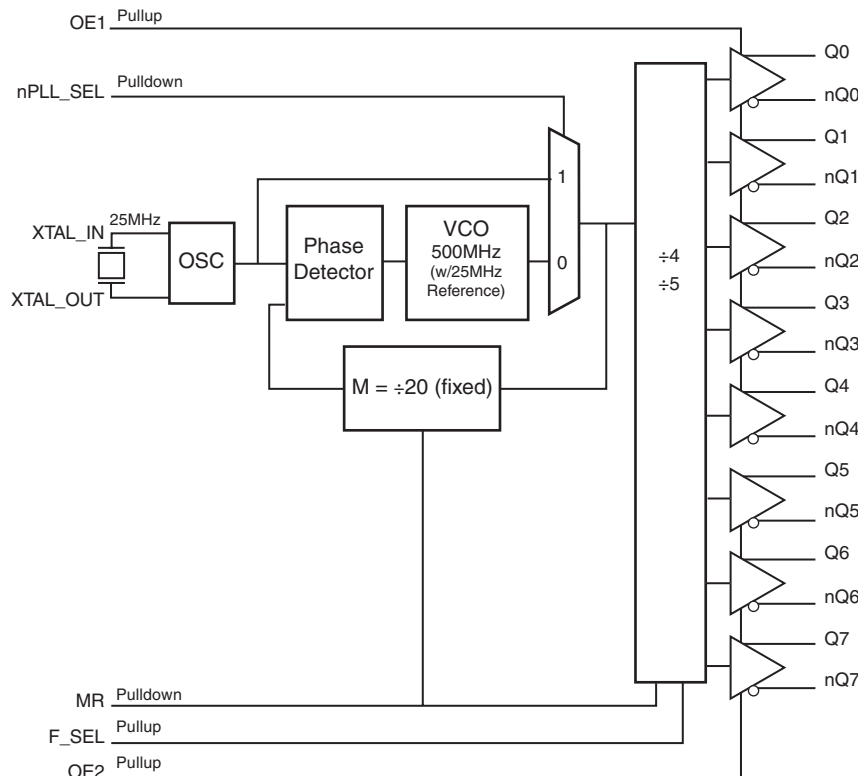 OE1 Pullup
nPLL_SEL Pulldown
XTAL_IN
25MHz
XTAL_OUT
OSC
Phase
Detector
VCO
500MHz
(w/25MHz
Reference)
1
0
M = ÷20 (fixed)
÷4
÷5
Q0
nQ0
Q1
nQ1
Q2
nQ2
Q3
nQ3
Q4
nQ4
Q5
nQ5
Q6
nQ6
Q7
nQ7
MR Pulldown
F_SEL Pullup
OE2 Pullup